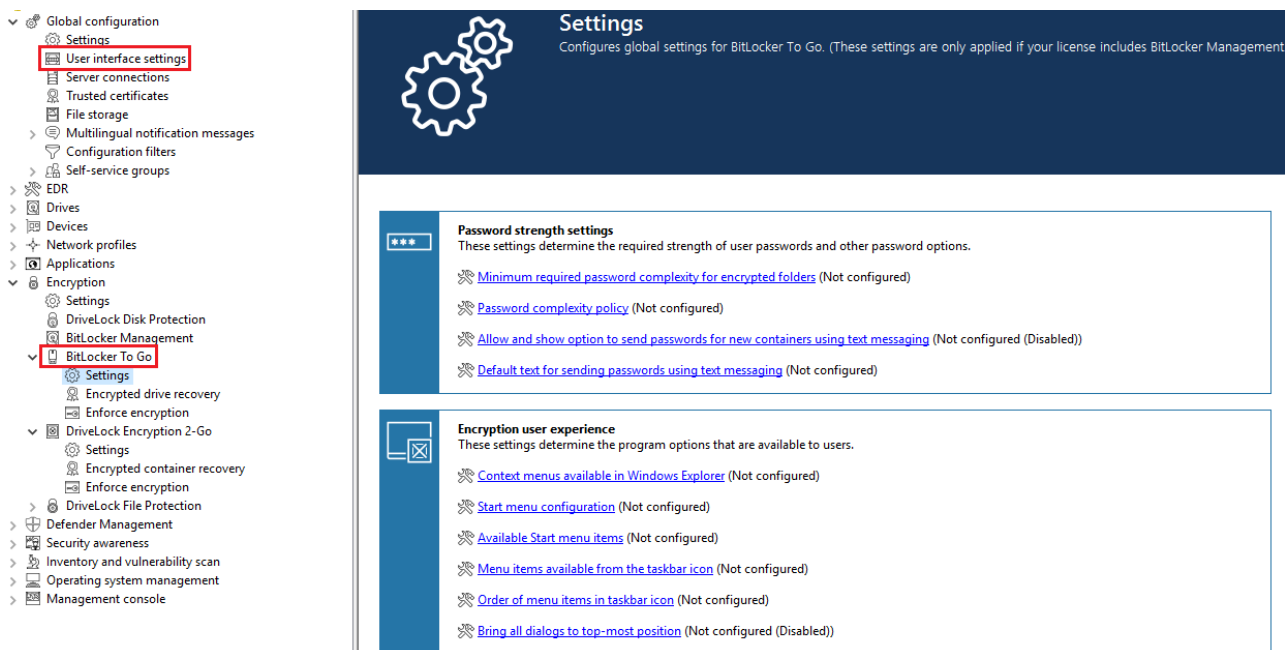 Global configuration
Settings
User interface settings
Server connections
Trusted certificates
File storage
Multilingual notification messages
Configuration filters
Self-service groups
EDR
Drives
Devices
Network profiles
Applications
Encryption
Settings
DriveLock Disk Protection
BitLocker Management
BitLocker To Go
Settings
Encrypted drive recovery
Enforce encryption
DriveLock Encryption 2-Go
Settings
Encrypted container recovery
Enforce encryption
DriveLock File Protection
Defender Management
Security awareness
Inventory and vulnerability scan
Operating system management
Management console
Settings
Configures global settings for BitLocker To Go. (These settings are only applied if your license includes BitLocker Management
***
Password strength settings
These settings determine the required strength of user passwords and other password options.
Minimum required password complexity for encrypted folders (Not configured)
Password complexity policy (Not configured)
Allow and show option to send passwords for new containers using text messaging (Not configured (Disabled))
Default text for sending passwords using text messaging (Not configured)
Encryption user experience
These settings determine the program options that are available to users.
Context menus available in Windows Explorer (Not configured)
Start menu configuration (Not configured)
Available Start menu items (Not configured)
Menu items available from the taskbar icon (Not configured)
Order of menu items in taskbar icon (Not configured)
Bring all dialogs to top-most position (Not configured (Disabled))